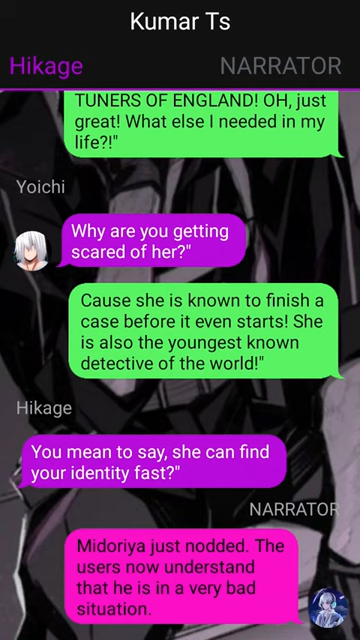 Kumar Ts
Hikage
NARRATOR
TUNERS OF ENGLAND! OH, just
great! What else I needed in my
life?!"
Yoichi
Why are you getting
scared of her?"
Cause she is known to finish a
case before it even starts! She
is also the youngest known
detective of the world!"
Hikage
You mean to say, she can find
your identity fast?"
NARRATOR
Midoriya just nodded. The
users now understand
that he is in a very bad
situation.